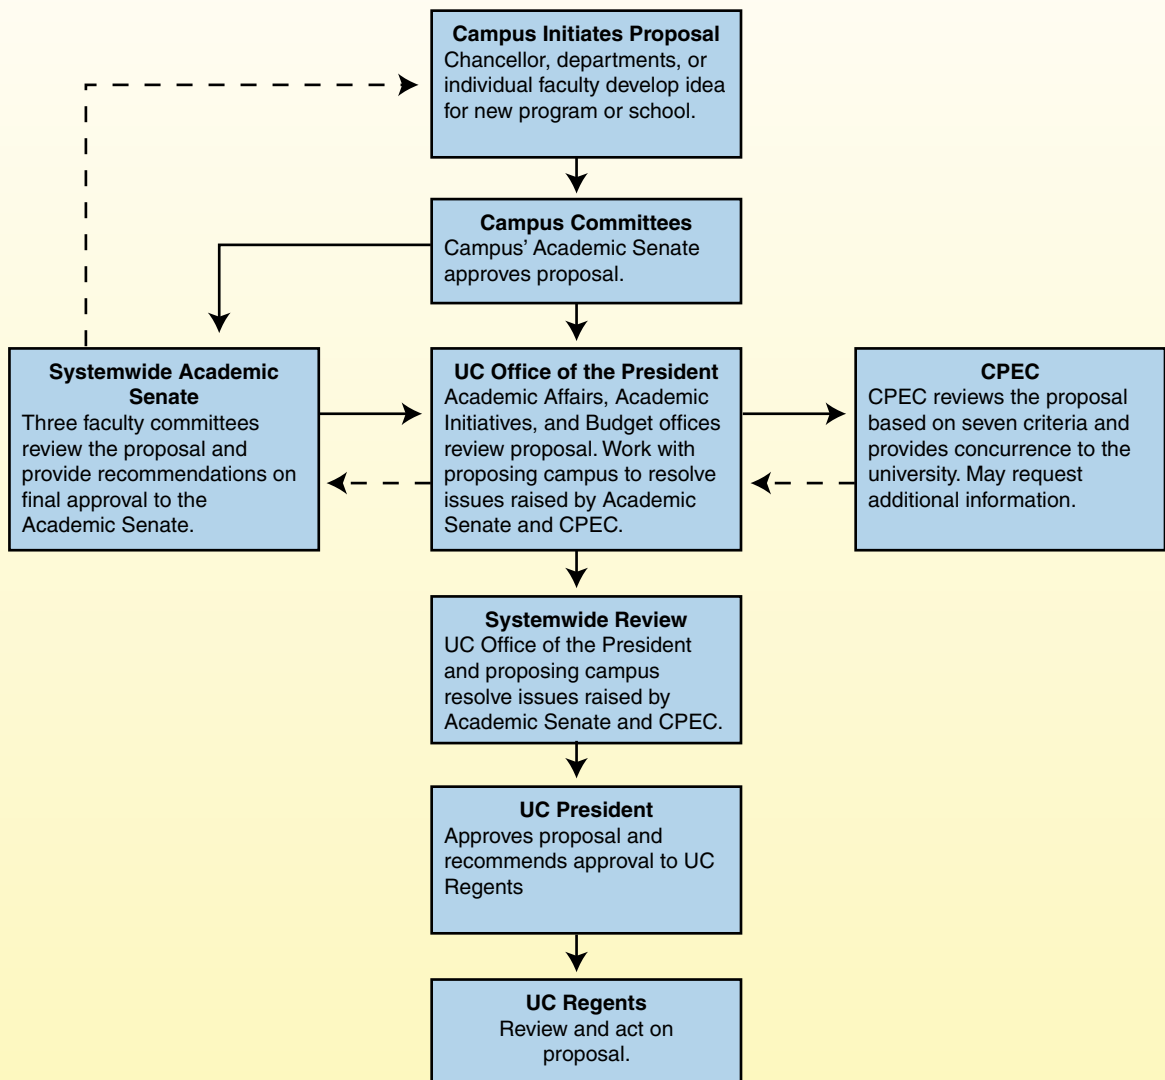 Campus Initiates Proposal
Chancellor, departments, or
individual faculty develop idea
for new program or school.
Campus Committees
Campus’ Academic Senate
approves proposal.
Systemwide Academic
Senate
Three faculty committees
review the proposal and
provide recommendations on
final approval to the
Academic Senate.
UC Office of the President
Academic Affairs, Academic
Initiatives, and Budget offices
review proposal. Work with
proposing campus to resolve
issues raised by Academic
Senate and CPEC.
CPEC
CPEC reviews the proposal
based on seven criteria and
provides concurrence to the
university. May request
additional information.
Systemwide Review
UC Office of the President
and proposing campus
resolve issues raised by
Academic Senate and CPEC.
UC President
Approves proposal and
recommends approval to UC
Regents
UC Regents
Review and act on
proposal.